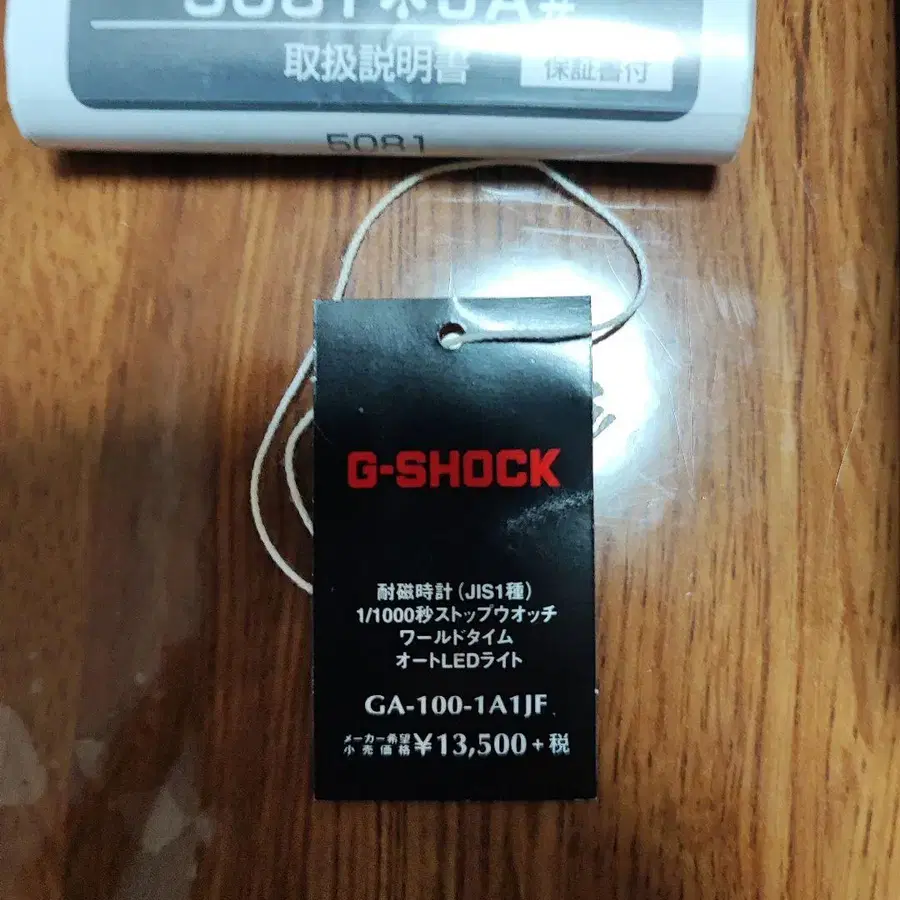 5081※JA#
取扱説明書
保証書付
5081
G-SHOCK
耐磁時計(JIS1種)
1/1000秒ストップウオッチ
ワールドタイム
オートLEDライト
GA-100-1A1JF
メーカー希望小売価格 ¥13,500+税